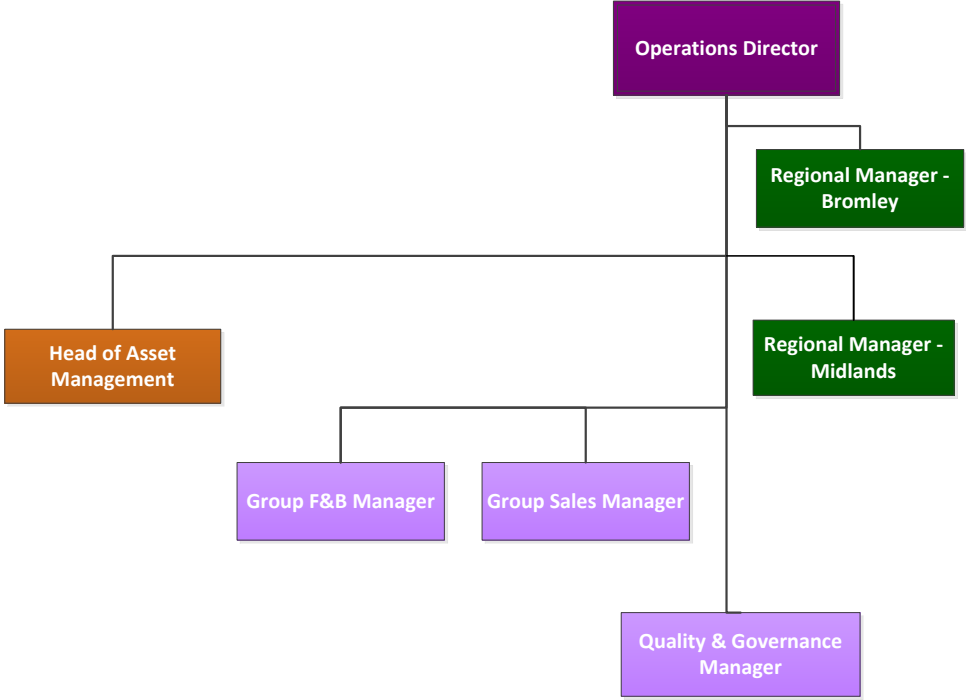 Operations Director
Regional Manager -
Bromley
Head of Asset
Management
Regional Manager -
Midlands
Group F&B Manager
Group Sales Manager
Quality & Governance
Manager